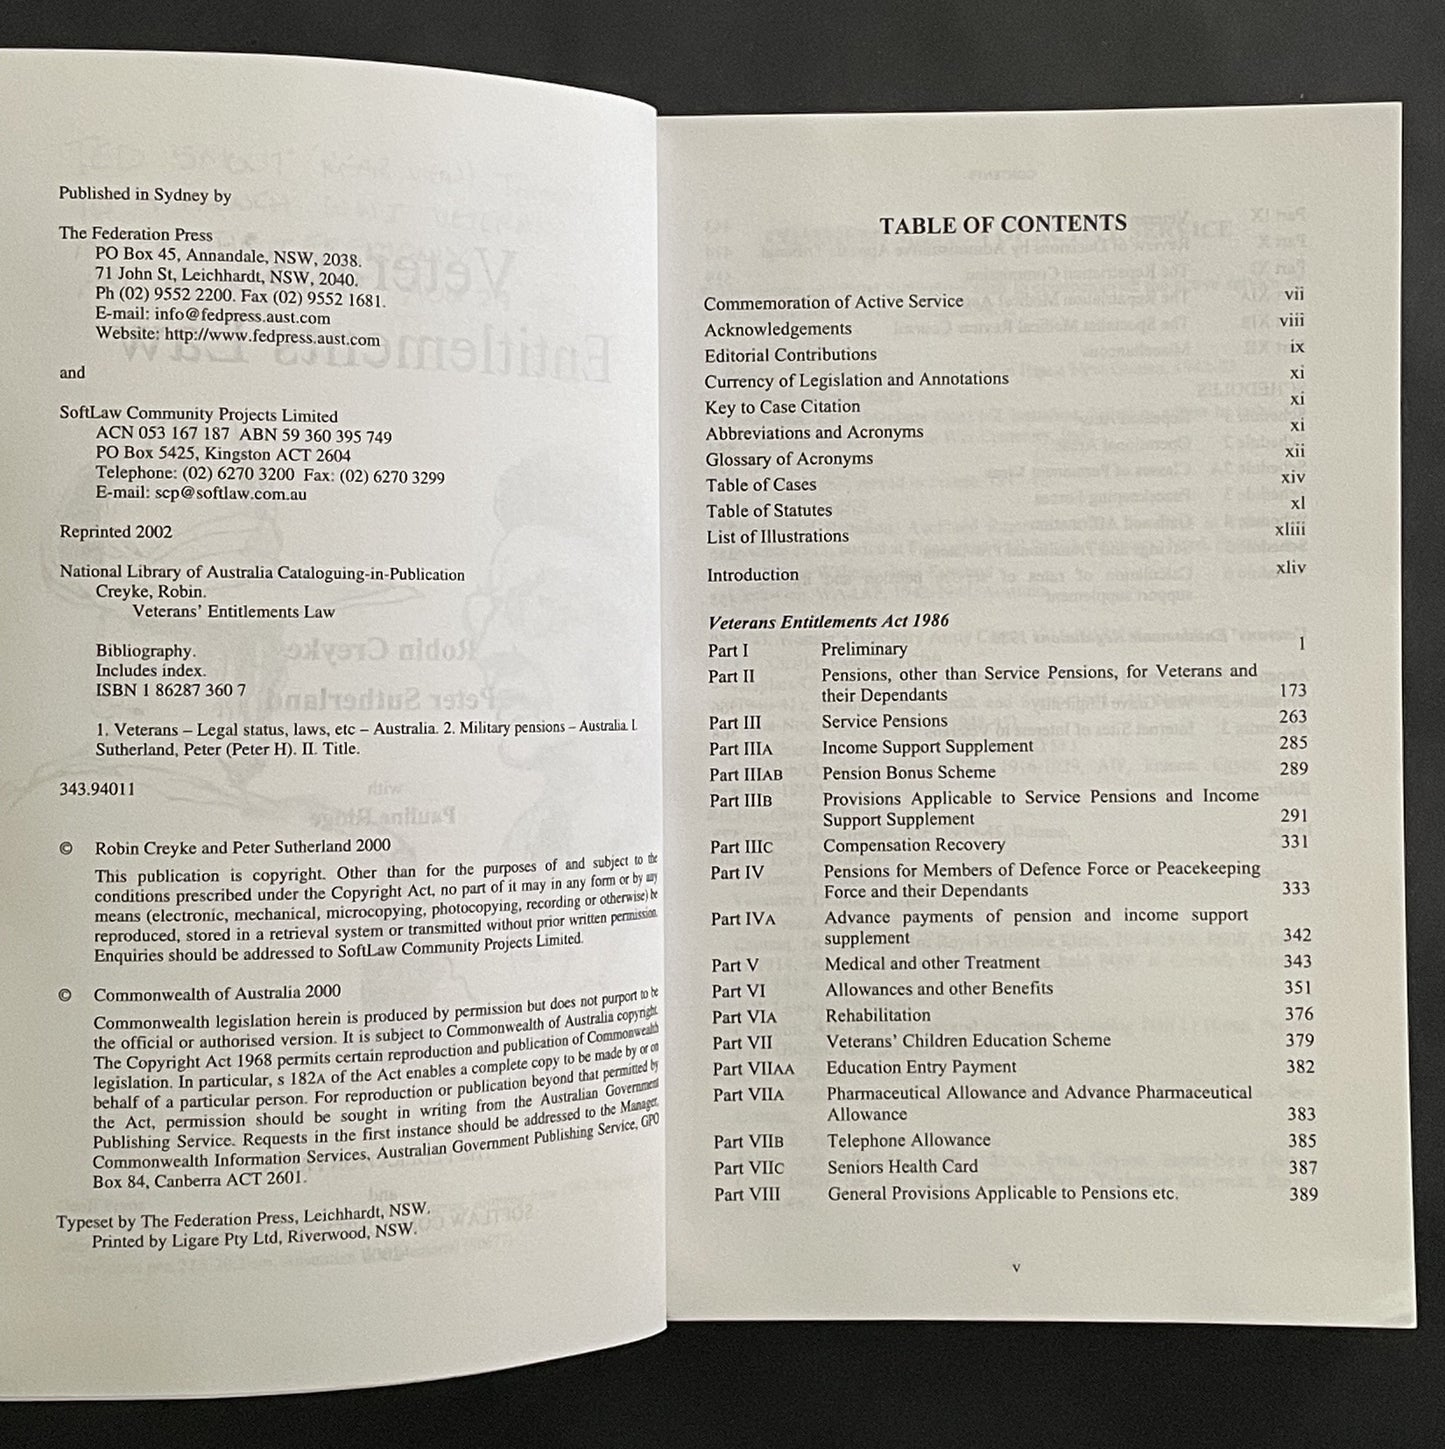 Published in Sydney by
The Federation Press
PO Box 45, Annandale, NSW, 2038.
71 John St, Leichhardt, NSW, 2040.
Ph (02) 9552 2200. Fax (02) 9552 1681.
E-mail: info@fedpress.aust.com
Website: http://www.fedpress.aust.com
and
SoftLaw Community Projects Limited
ACN 053 167 187 ABN 59 360 395 749
PO Box 5425, Kingston ACT 2604
Telephone: (02) 6270 3200 Fax: (02) 6270 3299
E-mail: scp@softlaw.com.au
Reprinted 2002
National Library of Australia Cataloguing-in-Publication
Creyke, Robin.
Veterans' Entitlements Law
Bibliography.
Includes index.
ISBN 1 86287 360 7
1. Veterans – Legal status, laws, etc – Australia. 2. Military pensions – Australia. I.
Sutherland, Peter (Peter H). II. Title.
343.94011
© Robin Creyke and Peter Sutherland 2000
This publication is copyright. Other than for the purposes of and subject to the
conditions prescribed under the Copyright Act, no part of it may in any form or by any
means (electronic, mechanical, microcopying, photocopying, recording or otherwise) be
reproduced, stored in a retrieval system or transmitted without prior written permission.
Enquiries should be addressed to SoftLaw Community Projects Limited.
© Commonwealth of Australia 2000
Commonwealth legislation herein is produced by permission but does not purport to be
the official or authorised version. It is subject to Commonwealth of Australia copyright.
The Copyright Act 1968 permits certain reproduction and publication of Commonwealth
legislation. In particular, s 182A of the Act enables a complete copy to be made by or on
behalf of a particular person. For reproduction or publication beyond that permitted by
the Act, permission should be sought in writing from the Australian Government
Publishing Service. Requests in the first instance should be addressed to the Manager,
Commonwealth Information Services, Australian Government Publishing Service, GPO
Box 84, Canberra ACT 2601.
Typeset by The Federation Press, Leichhardt, NSW.
Printed by Ligare Pty Ltd, Riverwood, NSW.
TABLE OF CONTENTS
Commemoration of Active Service vii
Acknowledgements viii
Editorial Contributions ix
Currency of Legislation and Annotations xi
Key to Case Citation xi
Abbreviations and Acronyms xi
Glossary of Acronyms xii
Table of Cases xiv
Table of Statutes xl
List of Illustrations xliii
Introduction xliv
Veterans Entitlements Act 1986
Part I Preliminary 1
Part II Pensions, other than Service Pensions, for Veterans and
their Dependants 173
Part III Service Pensions 263
Part IIIA Income Support Supplement 285
Part IIIAB Pension Bonus Scheme 289
Part IIIB Provisions Applicable to Service Pensions and Income
Support Supplement 291
Part IIIC Compensation Recovery 331
Part IV Pensions for Members of Defence Force or Peacekeeping
Force and their Dependants 333
Part IVA Advance payments of pension and income support
supplement 342
Part V Medical and other Treatment 343
Part VI Allowances and other Benefits 351
Part VIA Rehabilitation 376
Part VII Veterans' Children Education Scheme 379
Part VIIAA Education Entry Payment 382
Part VIIA Pharmaceutical Allowance and Advance Pharmaceutical
Allowance 383
Part VIIB Telephone Allowance 385
Part VIIC Seniors Health Card 387
Part VIII General Provisions Applicable to Pensions etc. 389
v